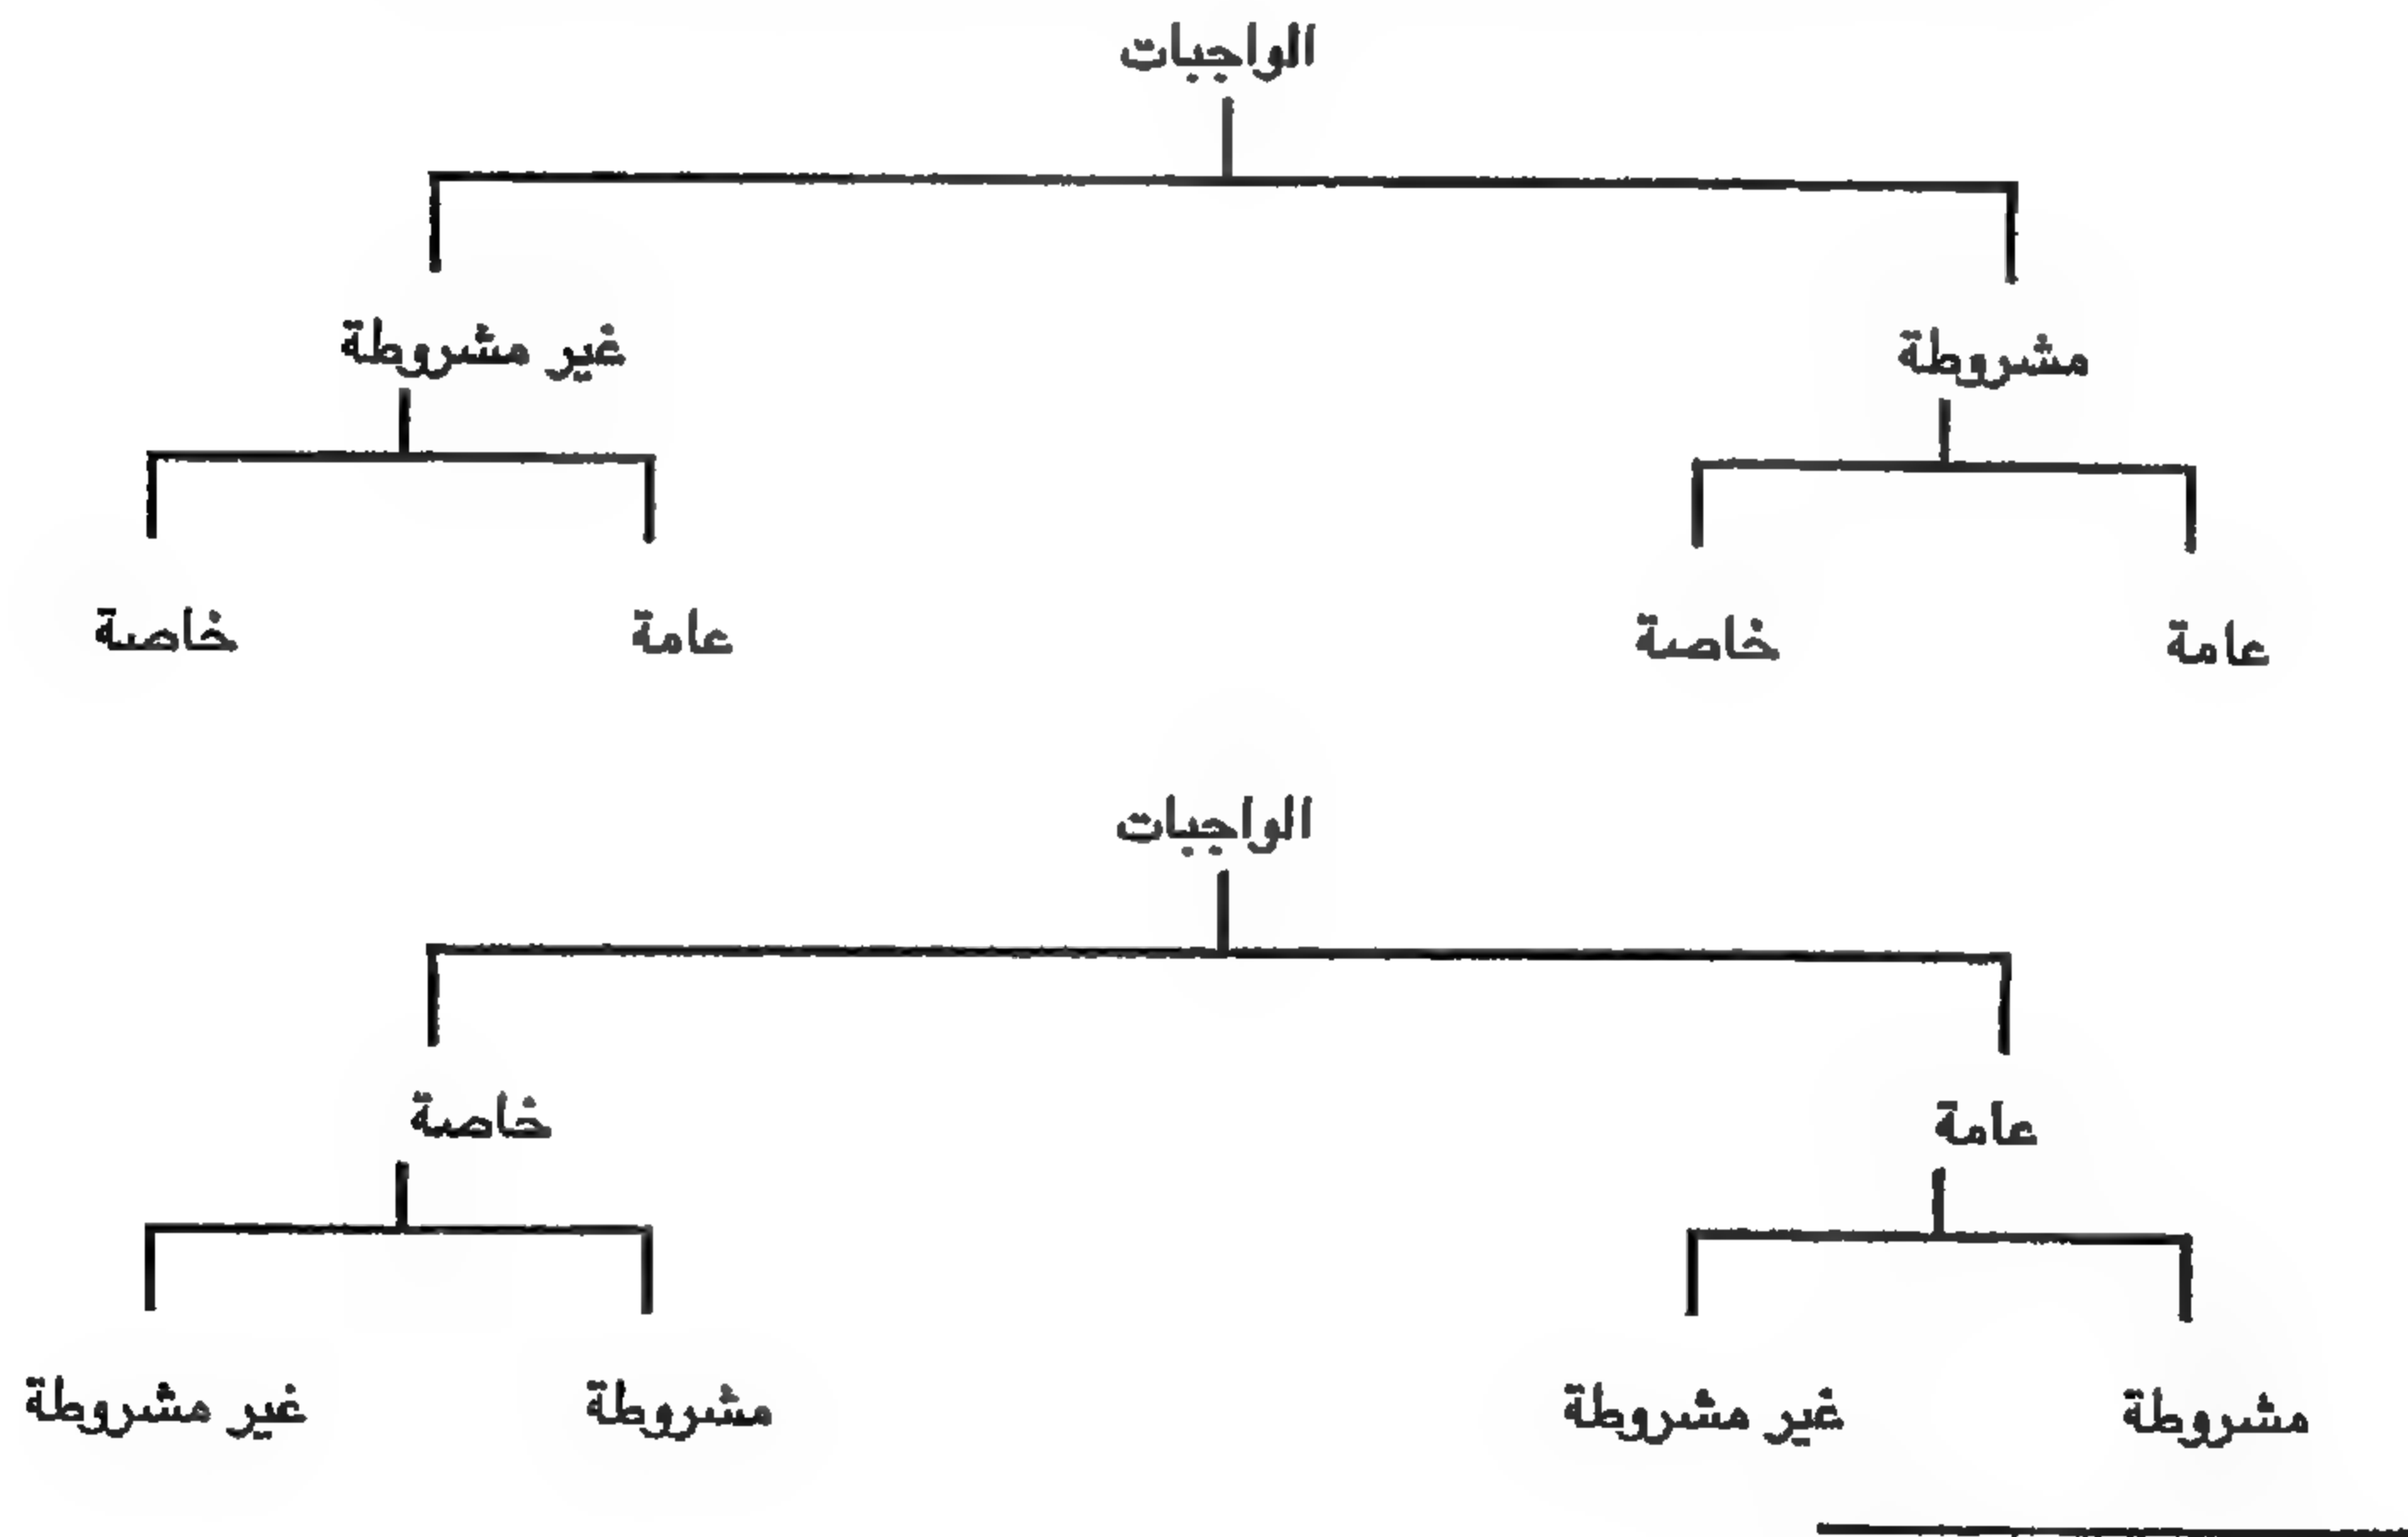 الواجبات
مشروطة غير مشروطة
عامة خاصة عامة خاصة
الواجبات
عامة خاصة
مشروطة غير مشروطة مشروطة غير مشروطة